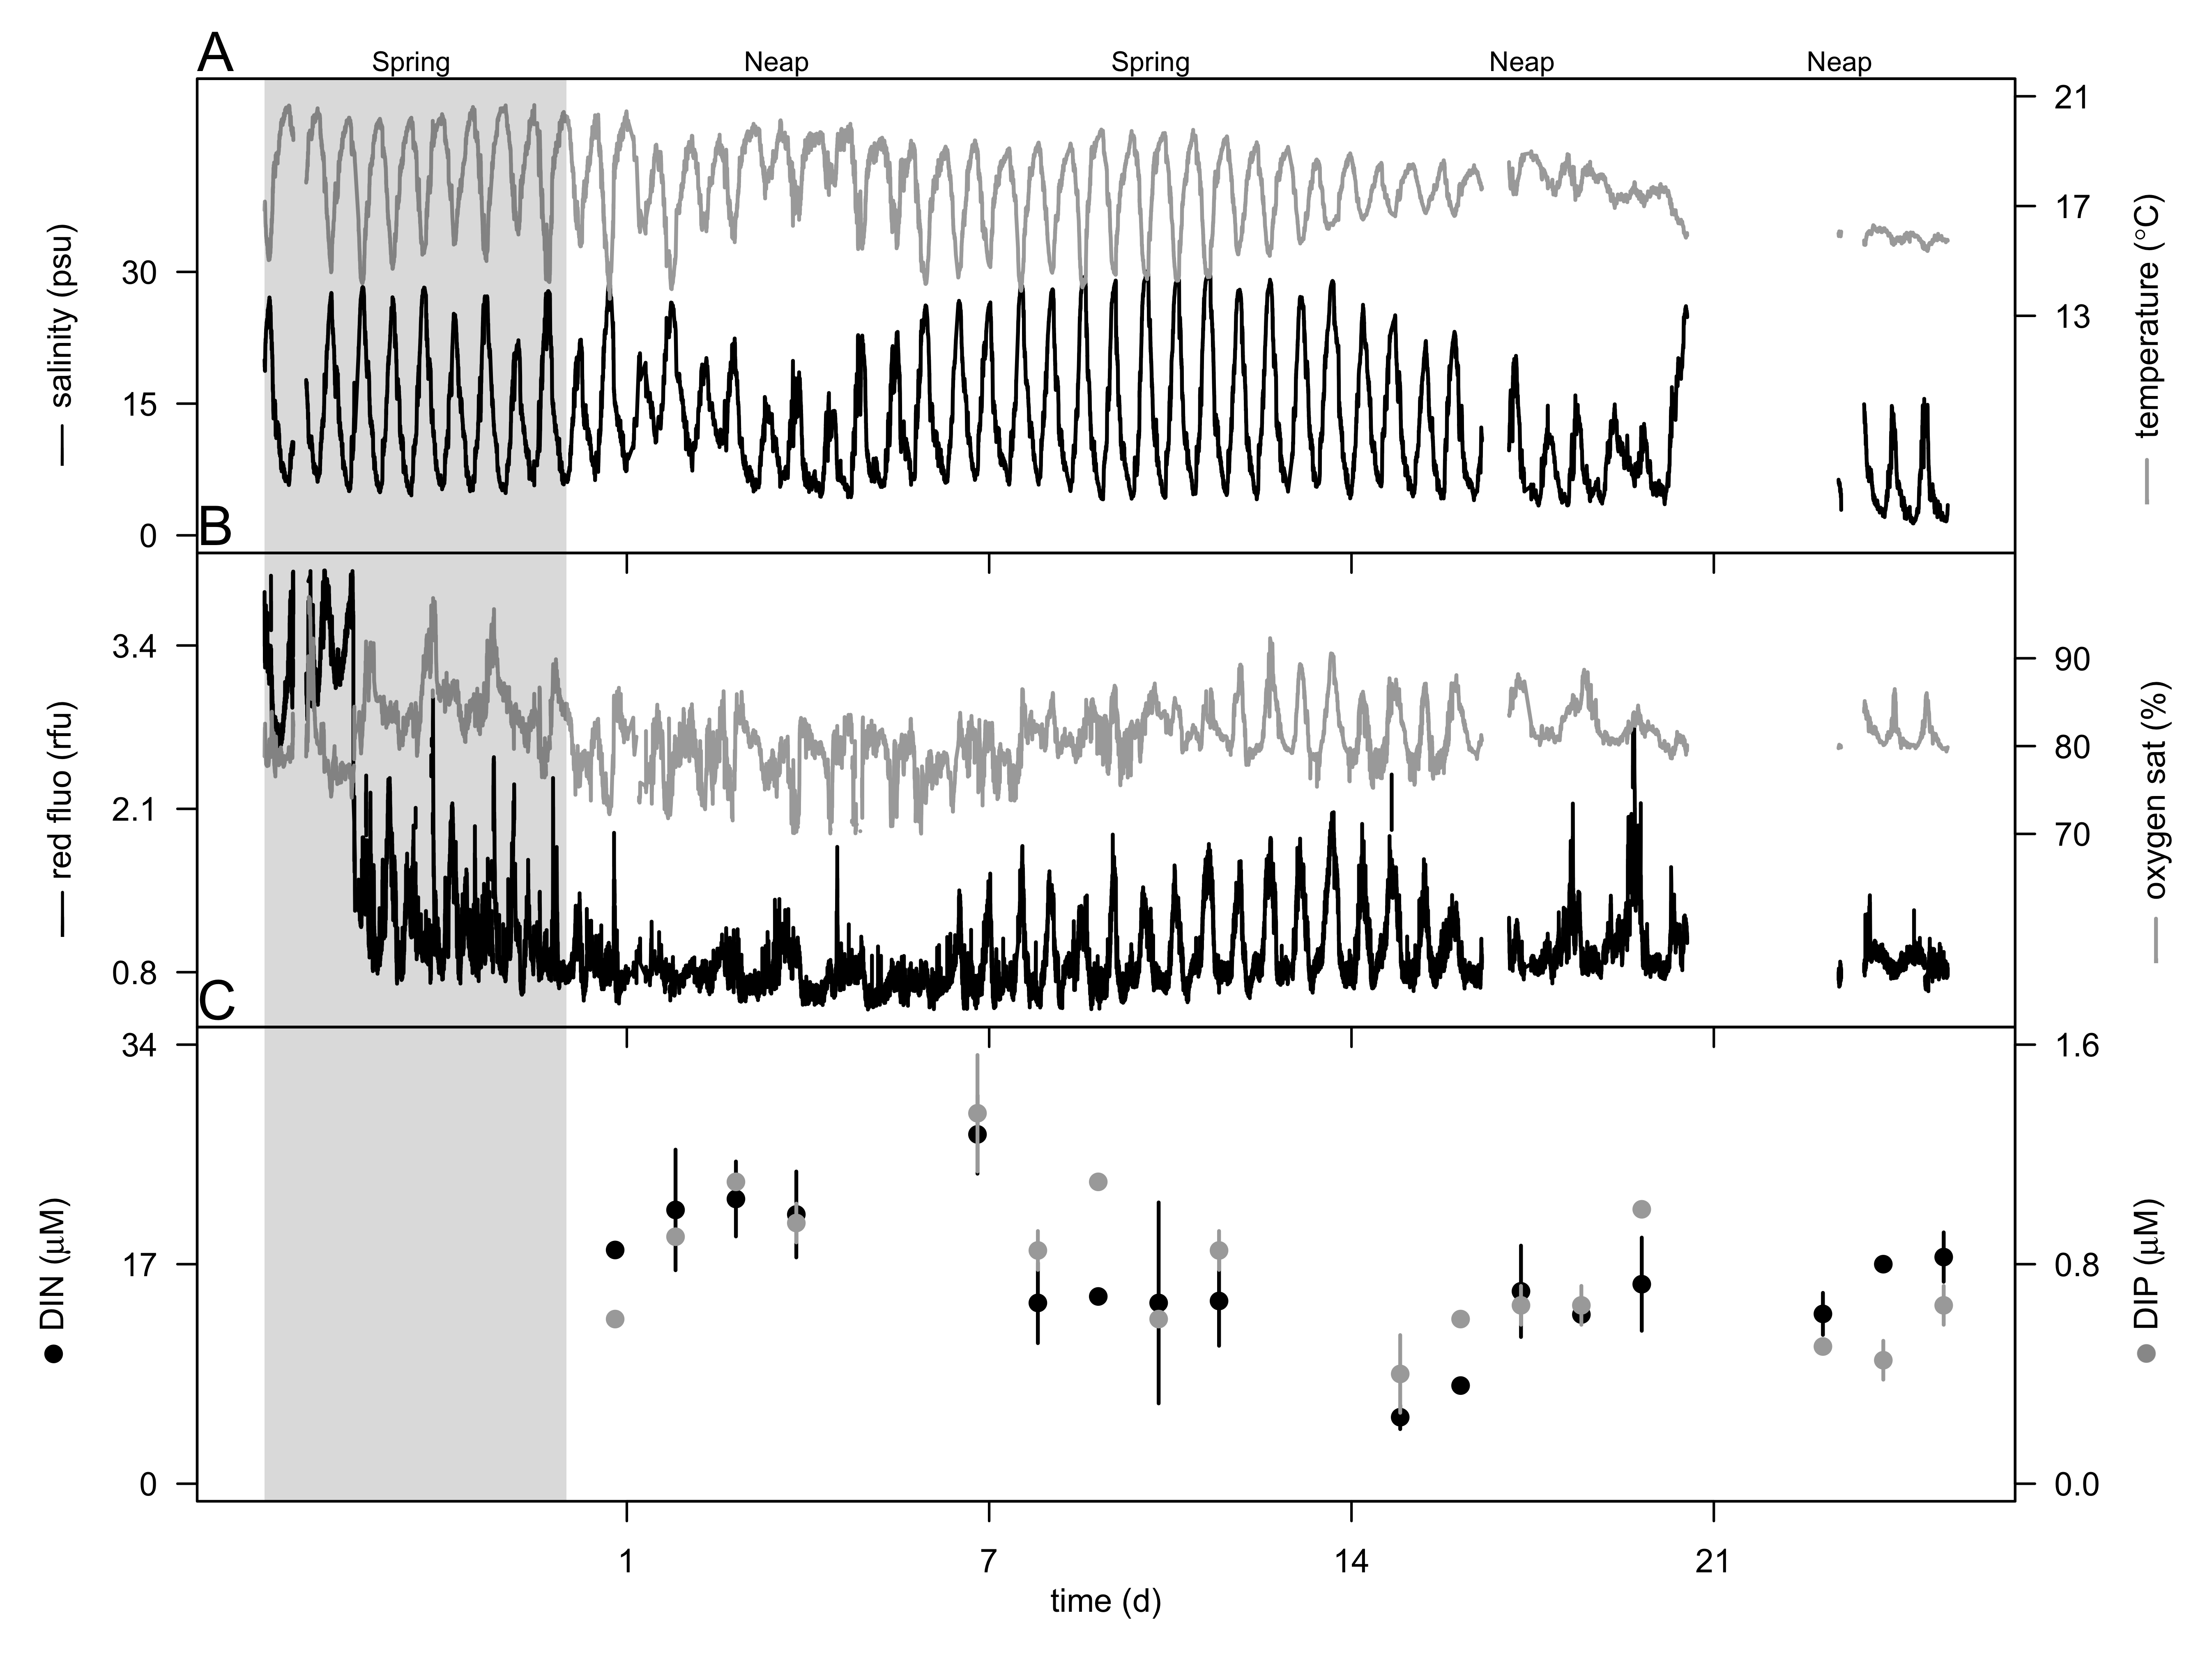 A
Spring Neap Spring Neap Neap
salinity (psu)
30
15
0
21
17
13
temperature (°C)
B
red fluo (rfu)
3.4
2.1
0.8
90
80
70
oxygen sat (%)
C
DIN (µM)
34
17
0
1.6
0.8
0.0
DIP (µM)
1 7 14 21
time (d)